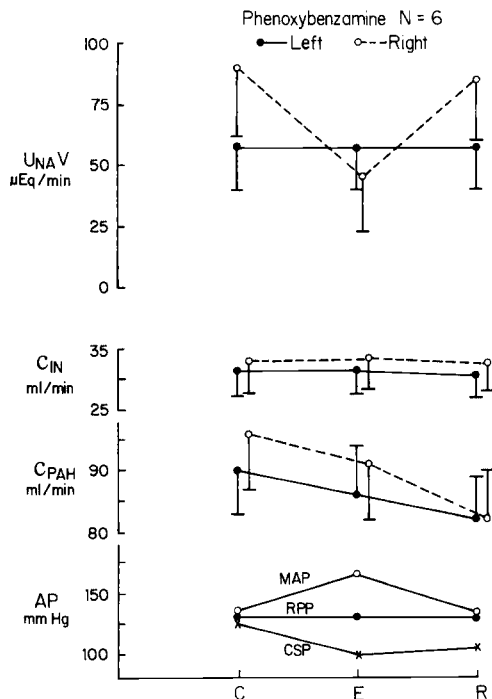 Phenoxybenzamine N = 6
Left Right
100
75
UNAV
µEq/min
50
25
0
CIN
ml/min
35
25
CPAH
ml/min
90
80
AP
mm Hg
150
100
MAP
RPP
CSP
C E R